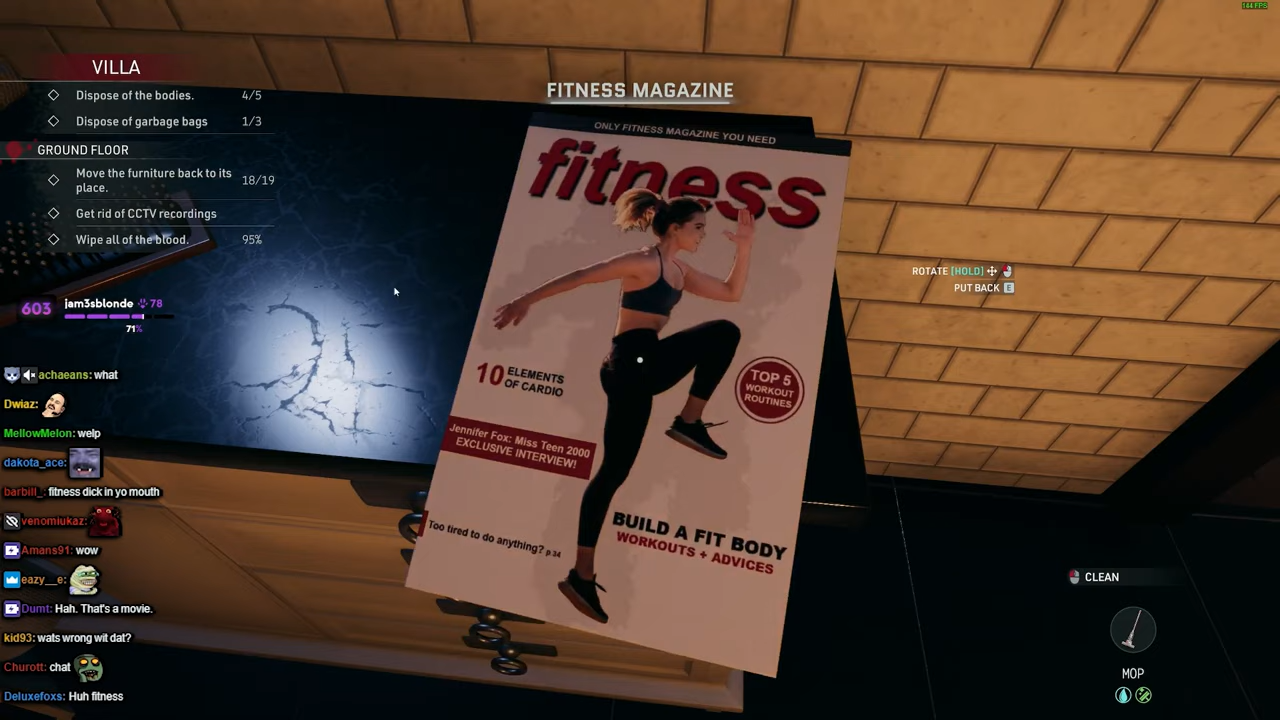 144 FPS
VILLA
Dispose of the bodies. 4/5
Dispose of garbage bags 1/3
GROUND FLOOR
Move the furniture back to its place. 18/19
Get rid of CCTV recordings
Wipe all of the blood. 95%
603 jam3sblonde 78
71%
achaeans: what
Dwiaz:
MellowMelon: welp
dakota_ace:
barbill_: fitness dick in yo mouth
venomiukaz:
Amans91: wow
eazy__e:
Dumt: Hah. That's a movie.
kid93: wats wrong wit dat?
Churott: chat
Deluxefoxs: Huh fitness
FITNESS MAGAZINE
ONLY FITNESS MAGAZINE YOU NEED
fitness
10 ELEMENTS
OF CARDIO
TOP 5
WORKOUT
ROUTINES
Jennifer Fox: Miss Teen 2000
EXCLUSIVE INTERVIEW!
Too tired to do anything? p.34
BUILD A FIT BODY
WORKOUTS + ADVICES
ROTATE [HOLD]
PUT BACK E
CLEAN
MOP